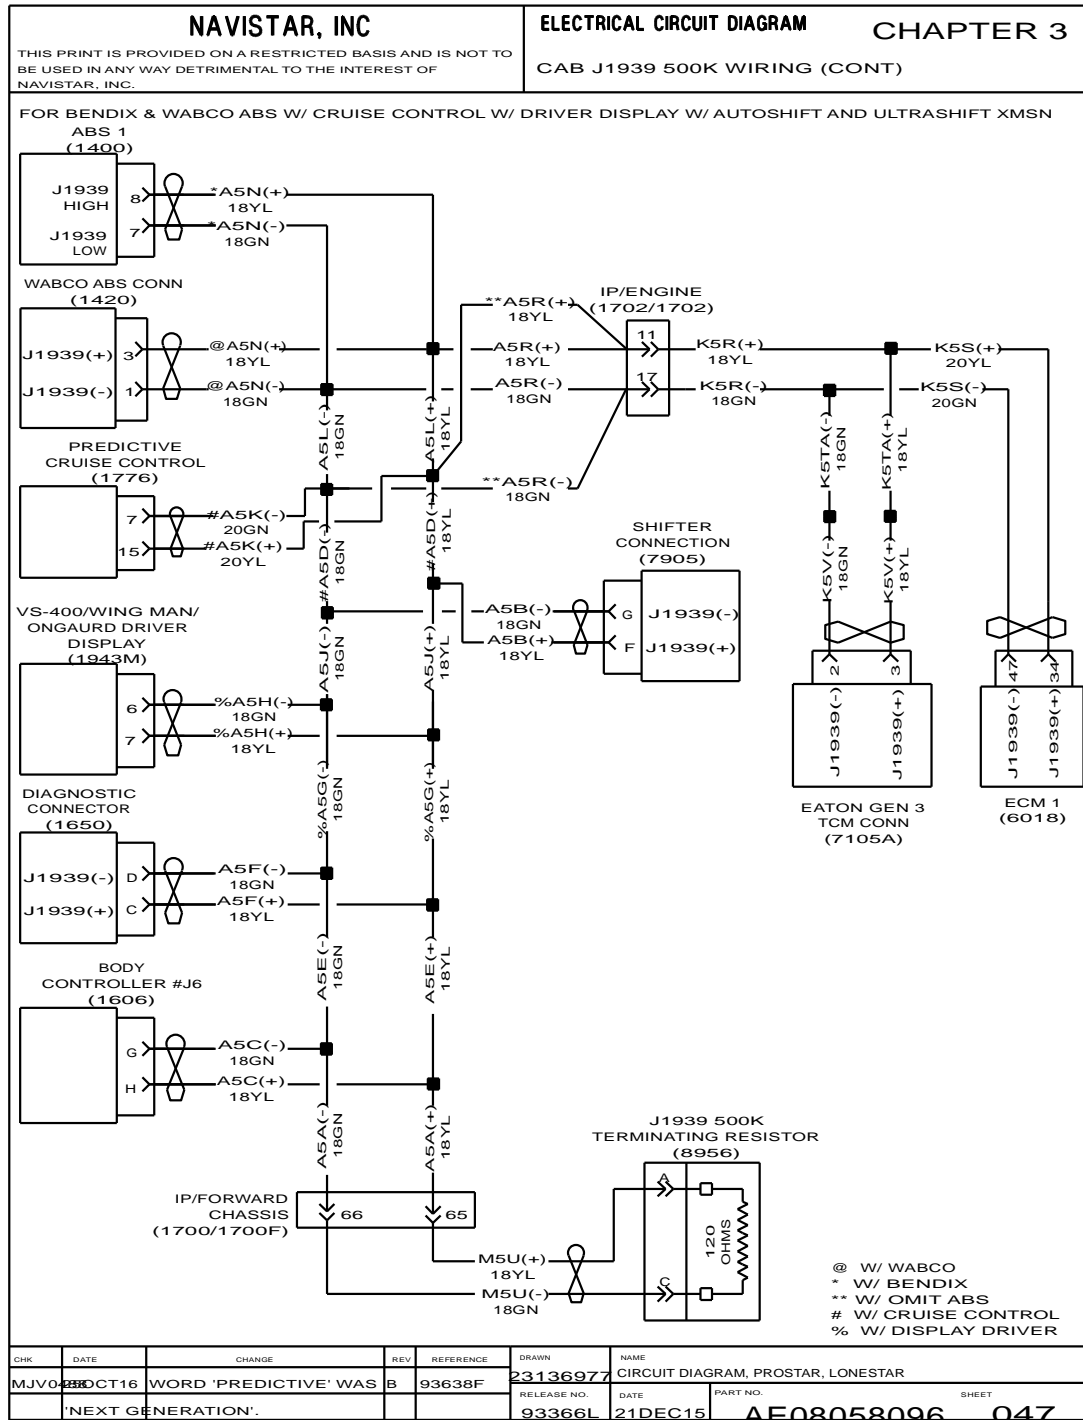 NAVISTAR, INC
THIS PRINT IS PROVIDED ON A RESTRICTED BASIS AND IS NOT TO
BE USED IN ANY WAY DETRIMENTAL TO THE INTEREST OF
NAVISTAR, INC.
ELECTRICAL CIRCUIT DIAGRAM
CHAPTER 3
CAB J1939 500K WIRING (CONT)
FOR BENDIX & WABCO ABS W/ CRUISE CONTROL W/ DRIVER DISPLAY W/ AUTOSHIFT AND ULTRASHIFT XMSN
ABS 1
(1400)
J1939
HIGH
8
J1939
LOW
7
*A5N(+)
18YL
*A5N(-)
18GN
WABCO ABS CONN
(1420)
J1939(+) 3
J1939(-) 1
@A5N(+)
18YL
@A5N(-)
18GN
**A5R(+)
18YL
A5R(+)
18YL
A5R(-)
18GN
**A5R(-)
18GN
IP/ENGINE
(1702/1702)
11
17
K5R(+)
18YL
K5R(-)
18GN
K5S(+)
20YL
K5S(-)
20GN
A5L(-)
18GN
A5L(+)
18YL
K5TA(-)
18GN
K5TA(+)
18YL
PREDICTIVE
CRUISE CONTROL
(1776)
7
15
#A5K(-)
20GN
#A5K(+)
20YL
#A5D(-)
18GN
#A5D(+)
18YL
K5V(-)
18GN
K5V(+)
18YL
SHIFTER
CONNECTION
(7905)
G J1939(-)
F J1939(+)
A5B(-)
18GN
A5B(+)
18YL
VS-400/WING MAN/
ONGAURD DRIVER
DISPLAY
(1943M)
6
7
%A5H(-)
18GN
%A5H(+)
18YL
A5J(-)
18GN
A5J(+)
18YL
2
3
J1939(-)
J1939(+)
EATON GEN 3
TCM CONN
(7105A)
47
34
J1939(-)
J1939(+)
ECM 1
(6018)
%A5G(-)
18GN
%A5G(+)
18YL
DIAGNOSTIC
CONNECTOR
(1650)
J1939(-) D
J1939(+) C
A5F(-)
18GN
A5F(+)
18YL
A5E(-)
18GN
A5E(+)
18YL
BODY
CONTROLLER #J6
(1606)
G
H
A5C(-)
18GN
A5C(+)
18YL
A5A(-)
18GN
A5A(+)
18YL
IP/FORWARD
CHASSIS
(1700/1700F)
66
65
M5U(+)
18YL
M5U(-)
18GN
J1939 500K
TERMINATING RESISTOR
(8956)
A
C
120
OHMS
@ W/ WABCO
* W/ BENDIX
** W/ OMIT ABS
# W/ CRUISE CONTROL
% W/ DISPLAY DRIVER
CHK DATE CHANGE REV REFERENCE
OCT16 WORD 'PREDICTIVE' WAS B 93638F
'NEXT GENERATION'.
DRAWN
23136977
NAME
CIRCUIT DIAGRAM, PROSTAR, LONESTAR
RELEASE NO.
93366L
DATE
21DEC15
PART NO.
AE08058096
SHEET
047